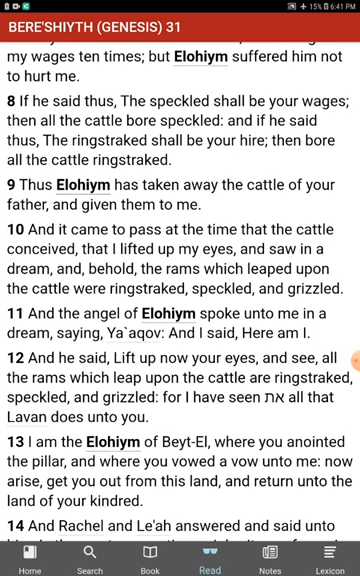 15% 6:41 PM
BERE'SHIYTH (GENESIS) 31
my wages ten times; but Elohiym suffered him not
to hurt me.
8 If he said thus, The speckled shall be your wages;
then all the cattle bore speckled: and if he said
thus, The ringstraked shall be your hire; then bore
all the cattle ringstraked.
9 Thus Elohiym has taken away the cattle of your
father, and given them to me.
10 And it came to pass at the time that the cattle
conceived, that I lifted up my eyes, and saw in a
dream, and, behold, the rams which leaped upon
the cattle were ringstraked, speckled, and grizzled.
11 And the angel of Elohiym spoke unto me in a
dream, saying, Ya`aqov: And I said, Here am I.
12 And he said, Lift up now your eyes, and see, all
the rams which leap upon the cattle are ringstraked,
speckled, and grizzled: for I have seen את all that
Lavan does unto you.
13 I am the Elohiym of Beyt-El, where you anointed
the pillar, and where you vowed a vow unto me: now
arise, get you out from this land, and return unto the
land of your kindred.
14 And Rachel and Le'ah answered and said unto
Home Search Book Read Notes Lexicon